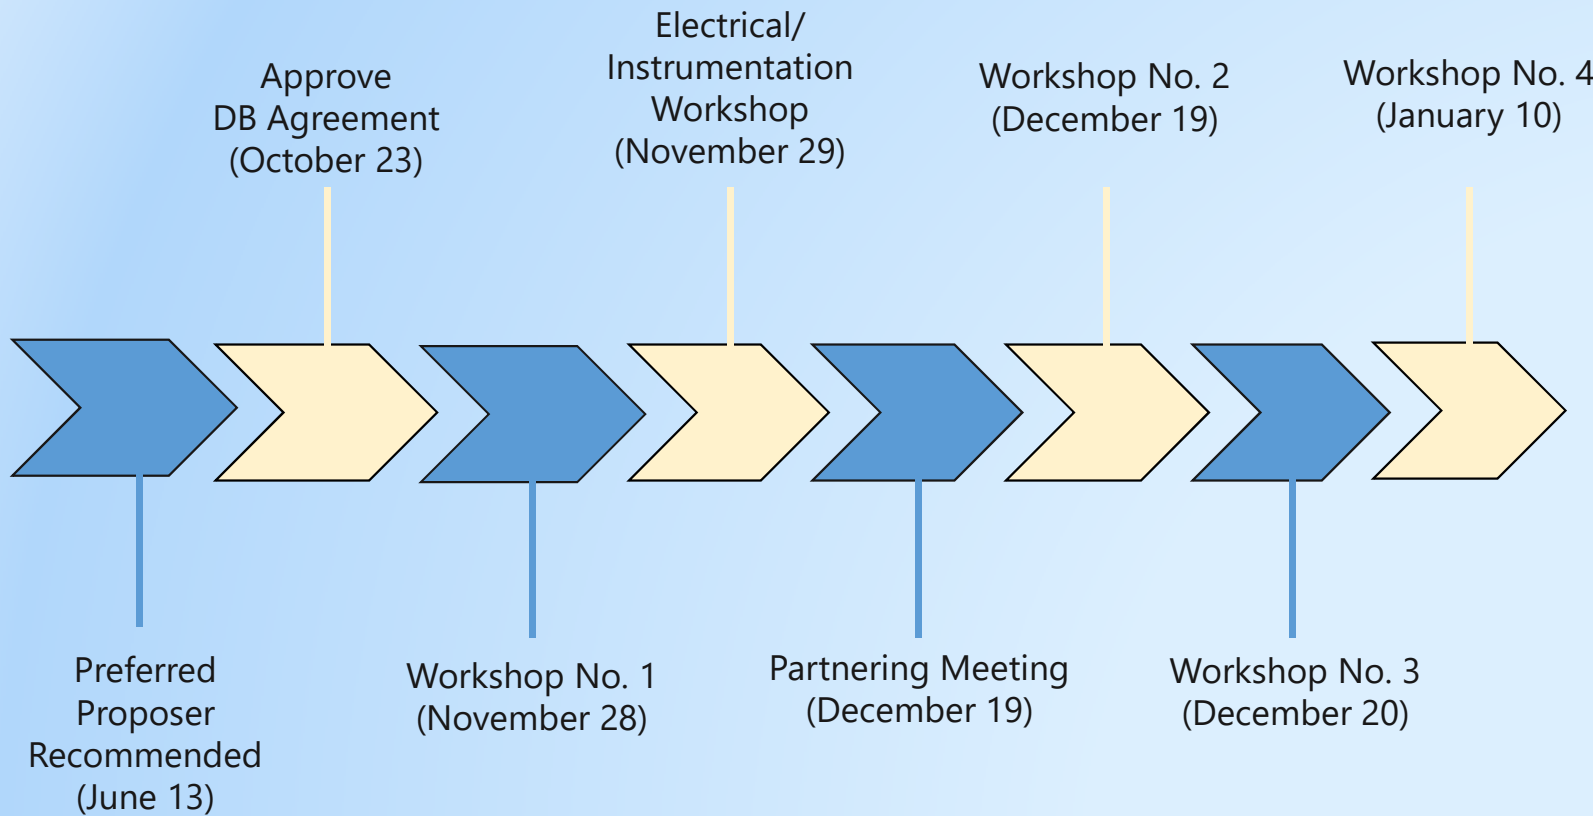 Preferred
Proposer
Recommended
(June 13)
Approve
DB Agreement
(October 23)
Workshop No. 1
(November 28)
Electrical/
Instrumentation
Workshop
(November 29)
Partnering Meeting
(December 19)
Workshop No. 2
(December 19)
Workshop No. 3
(December 20)
Workshop No. 4
(January 10)